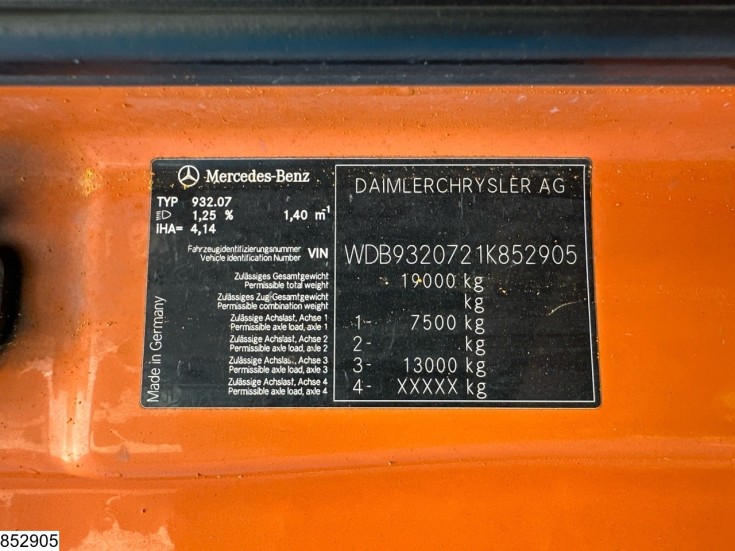 Mercedes-Benz
TYP 932.07
1,25 % 1,40 m⁻¹
IHA= 4,14
Fahrzeugidentifizierungsnummer
Vehicle identification Number VIN
Zulässiges Gesamtgewicht
Permissible total weight
Zulässiges Zug-Gesamtgewicht
Permissible combination weight
Zulässige Achslast, Achse 1
Permissible axle load, axle 1
Zulässige Achslast, Achse 2
Permissible axle load, axle 2
Zulässige Achslast, Achse 3
Permissible axle load, axle 3
Zulässige Achslast, Achse 4
Permissible axle load, axle 4
Made in Germany
DAIMLERCHRYSLER AG
WDB9320721K852905
19000 kg
kg
1- 7500 kg
2- kg
3- 13000 kg
4- XXXXX kg
852905